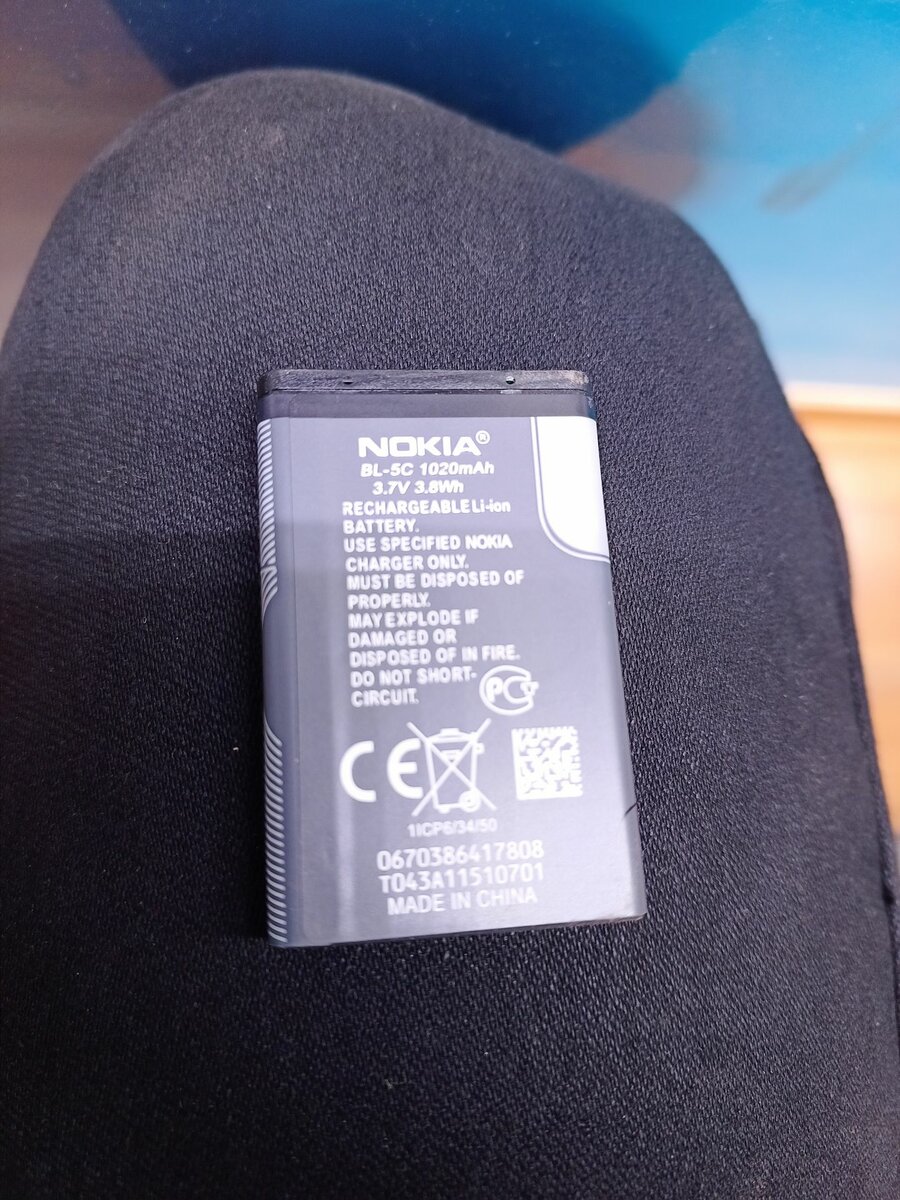 NOKIA®
BL-5C 1020mAh
3.7V 3.8Wh
RECHARGEABLE Li-ion
BATTERY.
USE SPECIFIED NOKIA
CHARGER ONLY.
MUST BE DISPOSED OF
PROPERLY.
MAY EXPLODE IF
DAMAGED OR
DISPOSED OF IN FIRE.
DO NOT SHORT-
CIRCUIT.
PCT
CE
1ICP6/34/50
0670386417808
T043A11510701
MADE IN CHINA